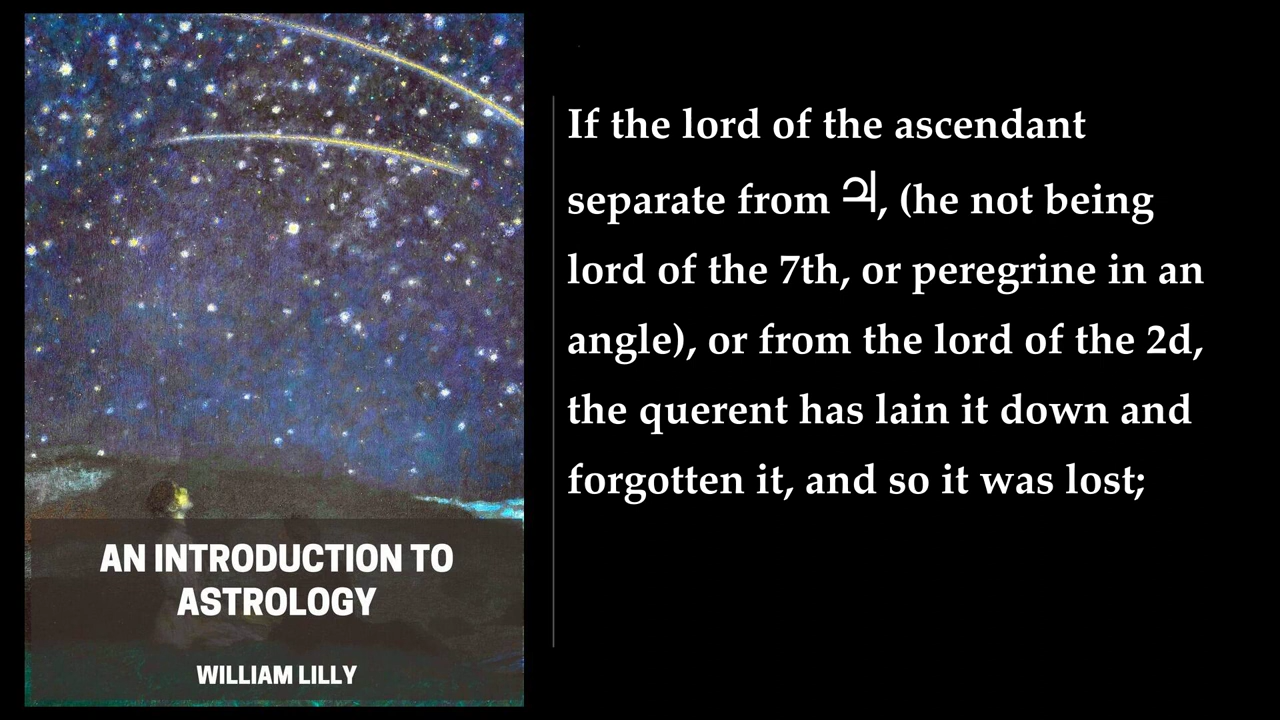 AN INTRODUCTION TO
ASTROLOGY
WILLIAM LILLY
If the lord of the ascendant
separate from ♃, (he not being
lord of the 7th, or peregrine in an
angle), or from the lord of the 2d,
the querent has lain it down and
forgotten it, and so it was lost;